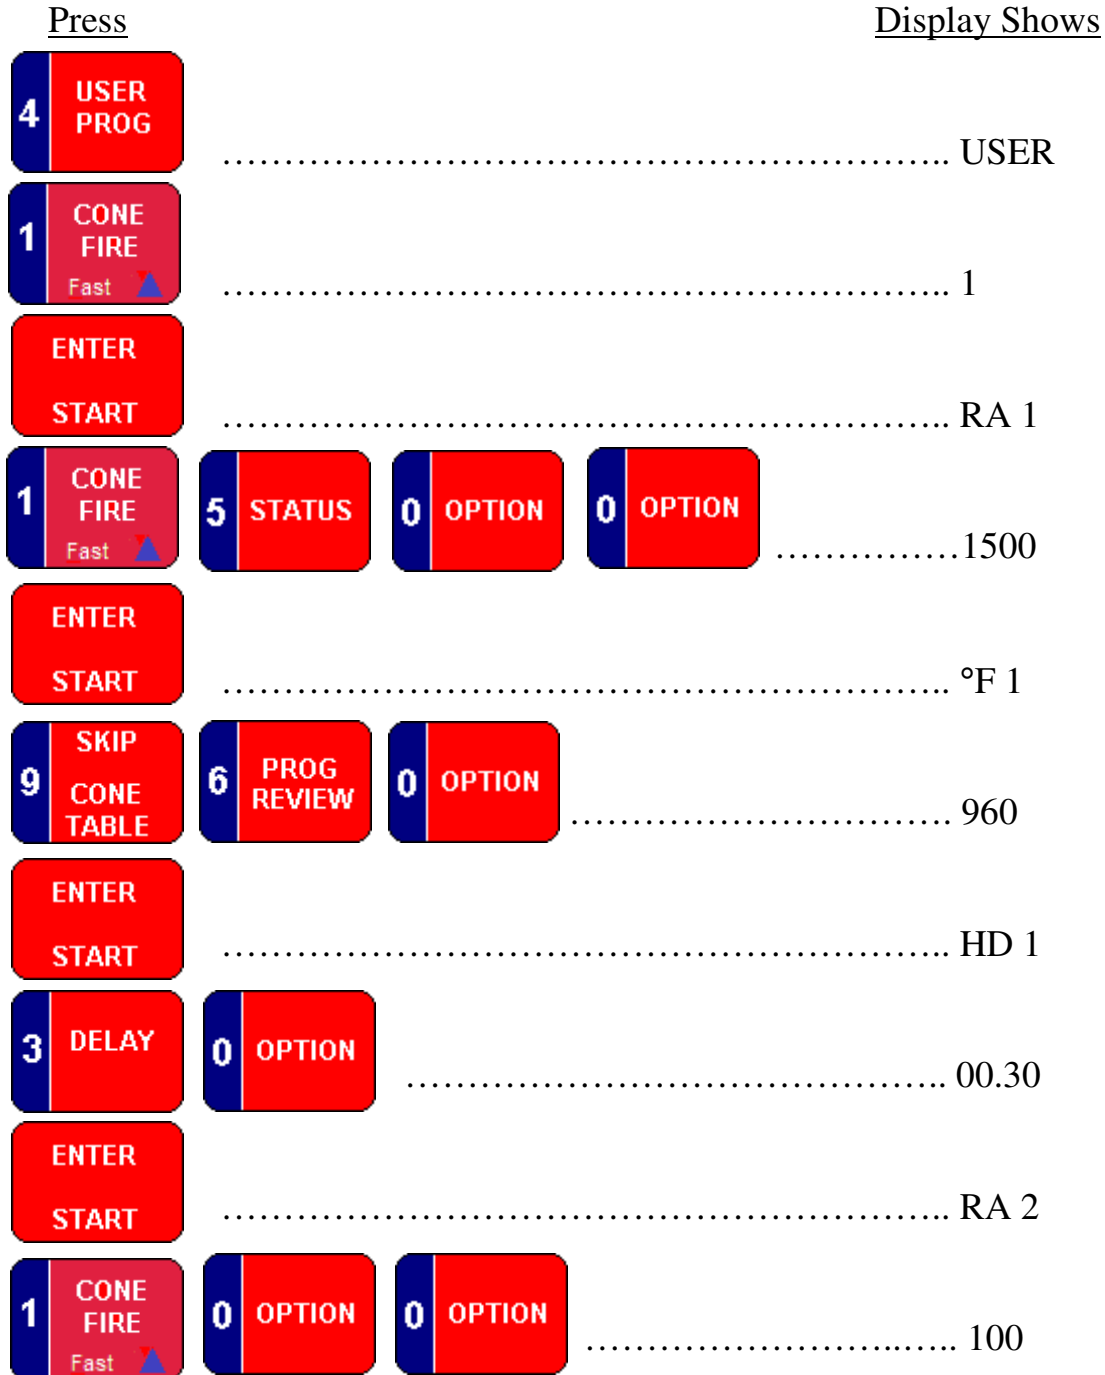 Press Display Shows
4 USER PROG ………………………………………………….. USER
1 CONE FIRE Fast ………………………………………………….. 1
ENTER START ………………………………………………….. RA 1
1 CONE FIRE Fast 5 STATUS 0 OPTION 0 OPTION ……………1500
ENTER START ………………………………………………….. °F 1
9 SKIP CONE TABLE 6 PROG REVIEW 0 OPTION …………………………. 960
ENTER START ………………………………………………….. HD 1
3 DELAY 0 OPTION …………………………………….. 00.30
ENTER START ………………………………………………….. RA 2
1 CONE FIRE Fast 0 OPTION 0 OPTION ……………………..….. 100